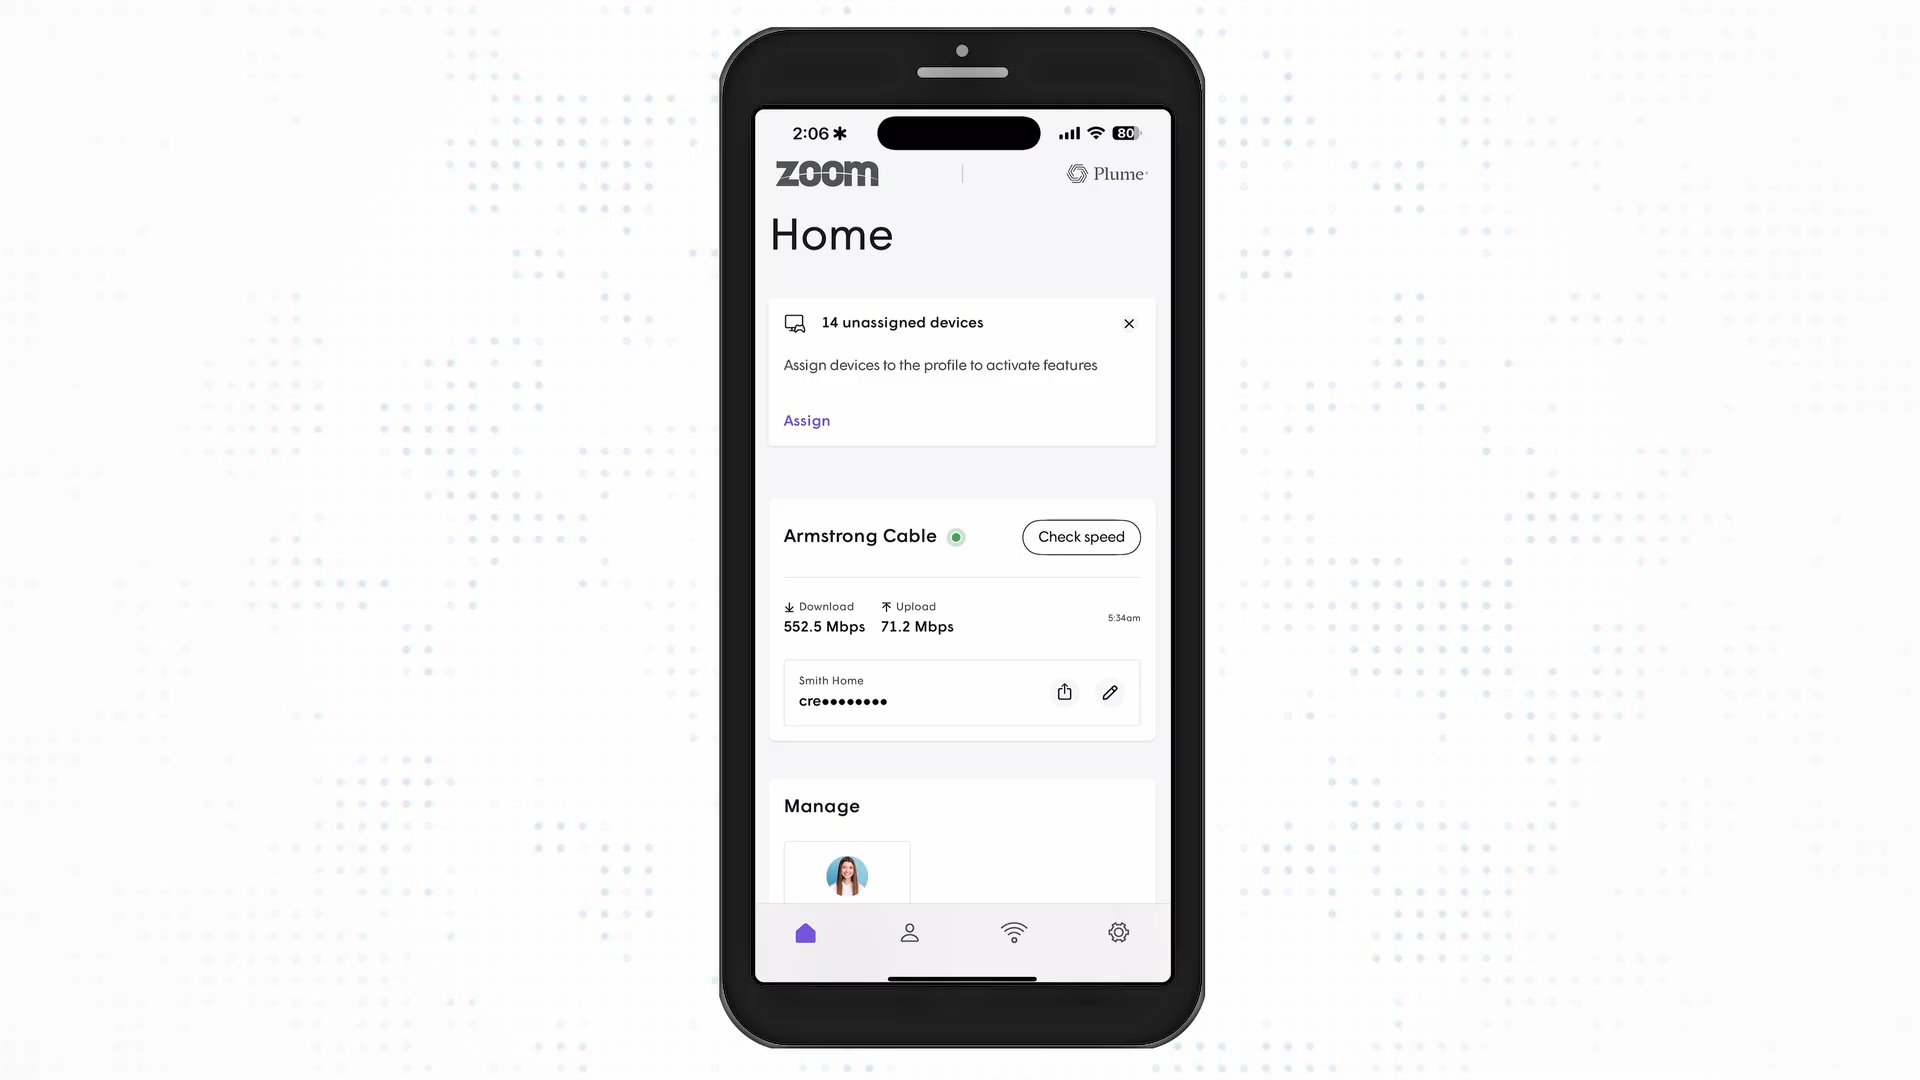 2:06 ✱
80
zoom
Plume
Home
14 unassigned devices
Assign devices to the profile to activate features
Assign
Armstrong Cable
Check speed
Download
Upload
552.5 Mbps
71.2 Mbps
5:34am
Smith Home
cre●●●●●●●●
Manage